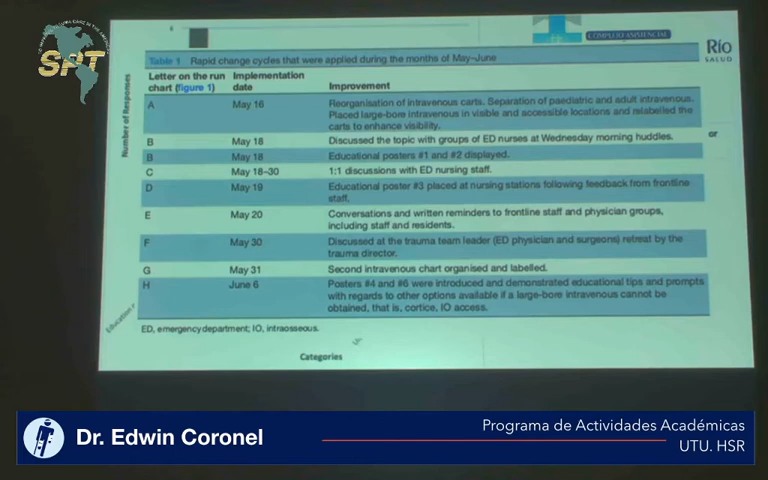 SPT
COMPLEJO ASISTENCIAL
Río
SALUD
Number of Responses
Table 1 Rapid change cycles that were applied during the months of May–June
Letter on the run chart (figure 1) Implementation date Improvement
A May 16 Reorganisation of intravenous carts. Separation of paediatric and adult intravenous.
Placed large-bore intravenous in visible and accessible locations and relabelled the
carts to enhance visibility.
or
B May 18 Discussed the topic with groups of ED nurses at Wednesday morning huddles.
B May 18 Educational posters #1 and #2 displayed.
C May 18–30 1:1 discussions with ED nursing staff.
D May 19 Educational poster #3 placed at nursing stations following feedback from frontline
staff.
E May 20 Conversations and written reminders to frontline staff and physician groups,
including staff and residents.
F May 30 Discussed at the trauma team leader (ED physician and surgeons) retreat by the
trauma director.
G May 31 Second intravenous chart organised and labelled.
H June 6 Posters #4 and #6 were introduced and demonstrated educational tips and prompts
with regards to other options available if a large-bore intravenous cannot be
obtained, that is, cortice, IO access.
Education
ED, emergency department; IO, intraosseous.
Categories
Dr. Edwin Coronel
Programa de Actividades Académicas
UTU. HSR